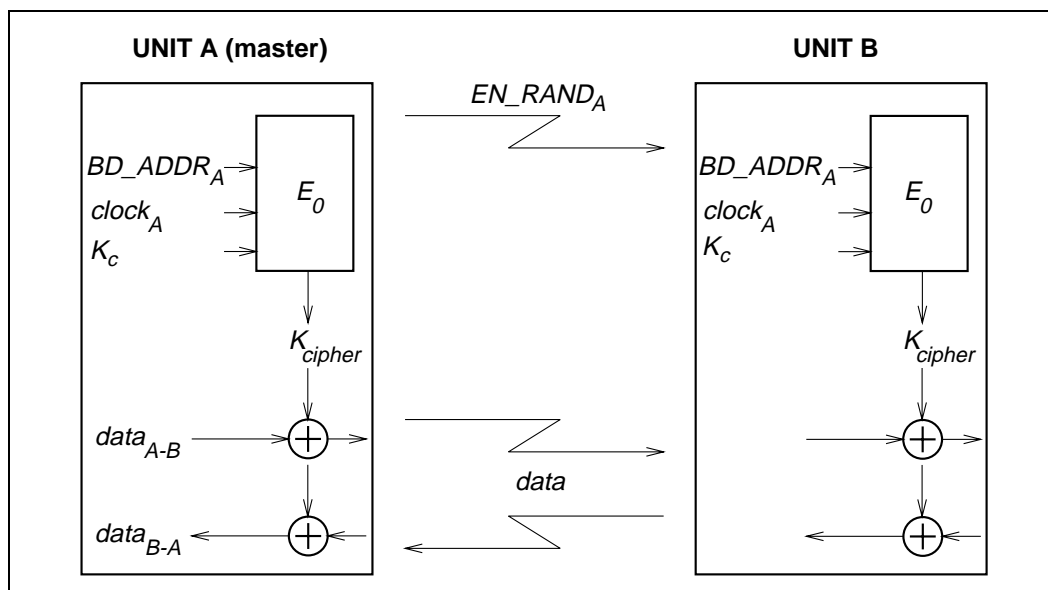 UNIT A (master)
UNIT B
EN_RAND_A
BD_ADDR_A
clock_A
K_c
E_0
K_cipher
data_A-B
data_B-A
data
BD_ADDR_A
clock_A
K_c
E_0
K_cipher